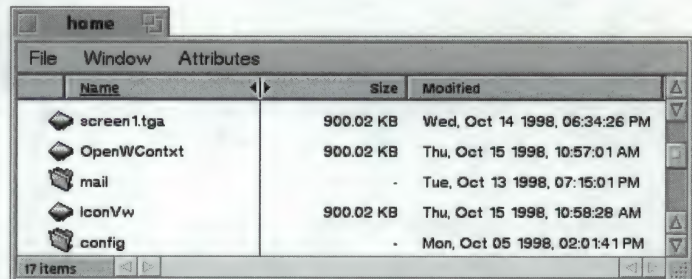 home
File Window Attributes
Name Size Modified
screen1.tga 900.02 KB Wed, Oct 14 1998, 06:34:26 PM
OpenWContxt 900.02 KB Thu, Oct 15 1998, 10:57:01 AM
mail - Tue, Oct 13 1998, 07:15:01 PM
IconVw 900.02 KB Thu, Oct 15 1998, 10:58:28 AM
config - Mon, Oct 05 1998, 02:01:41 PM
17 items